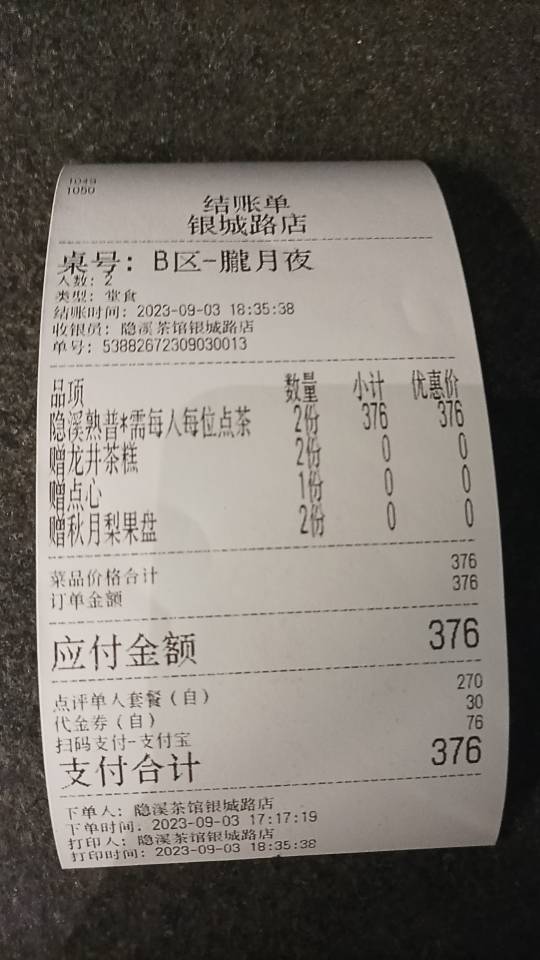 1049
1050
结账单
银城路店
桌号: B区-朧月夜
人数: 2
类型: 堂食
结账时间: 2023-09-03 18:35:38
收银员: 隐溪茶馆银城路店
单号: 53882672309030013
品项 数量 小计 优惠价
隐溪熟普*需每人每位点茶 2份 376 376
赠龙井茶糕 2份 0 0
赠点心 1份 0 0
赠秋月梨果盘 2份 0 0
菜品价格合计 376
订单金额 376
应付金额 376
点评单人套餐(自) 270
代金券(自) 30
扫码支付-支付宝 76
支付合计 376
下单人: 隐溪茶馆银城路店
下单时间: 2023-09-03 17:17:19
打印人: 隐溪茶馆银城路店
打印时间: 2023-09-03 18:35:38